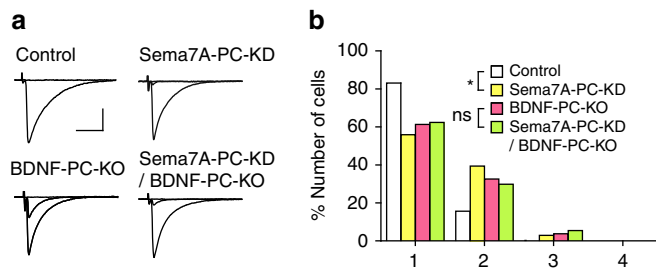 a
Control
Sema7A-PC-KD
BDNF-PC-KO
Sema7A-PC-KD
/ BDNF-PC-KO
b
% Number of cells
100
80
60
40
20
0
1
2
3
4
*
ns
Control
Sema7A-PC-KD
BDNF-PC-KO
Sema7A-PC-KD
/ BDNF-PC-KO